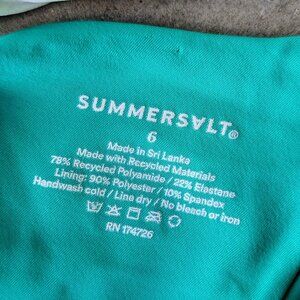 SUMMERSALT®
6
Made in Sri Lanka
Made with Recycled Materials
78% Recycled Polyamide / 22% Elastane
Lining: 90% Polyester / 10% Spandex
Handwash cold / Line dry / No bleach or iron
RN 174726